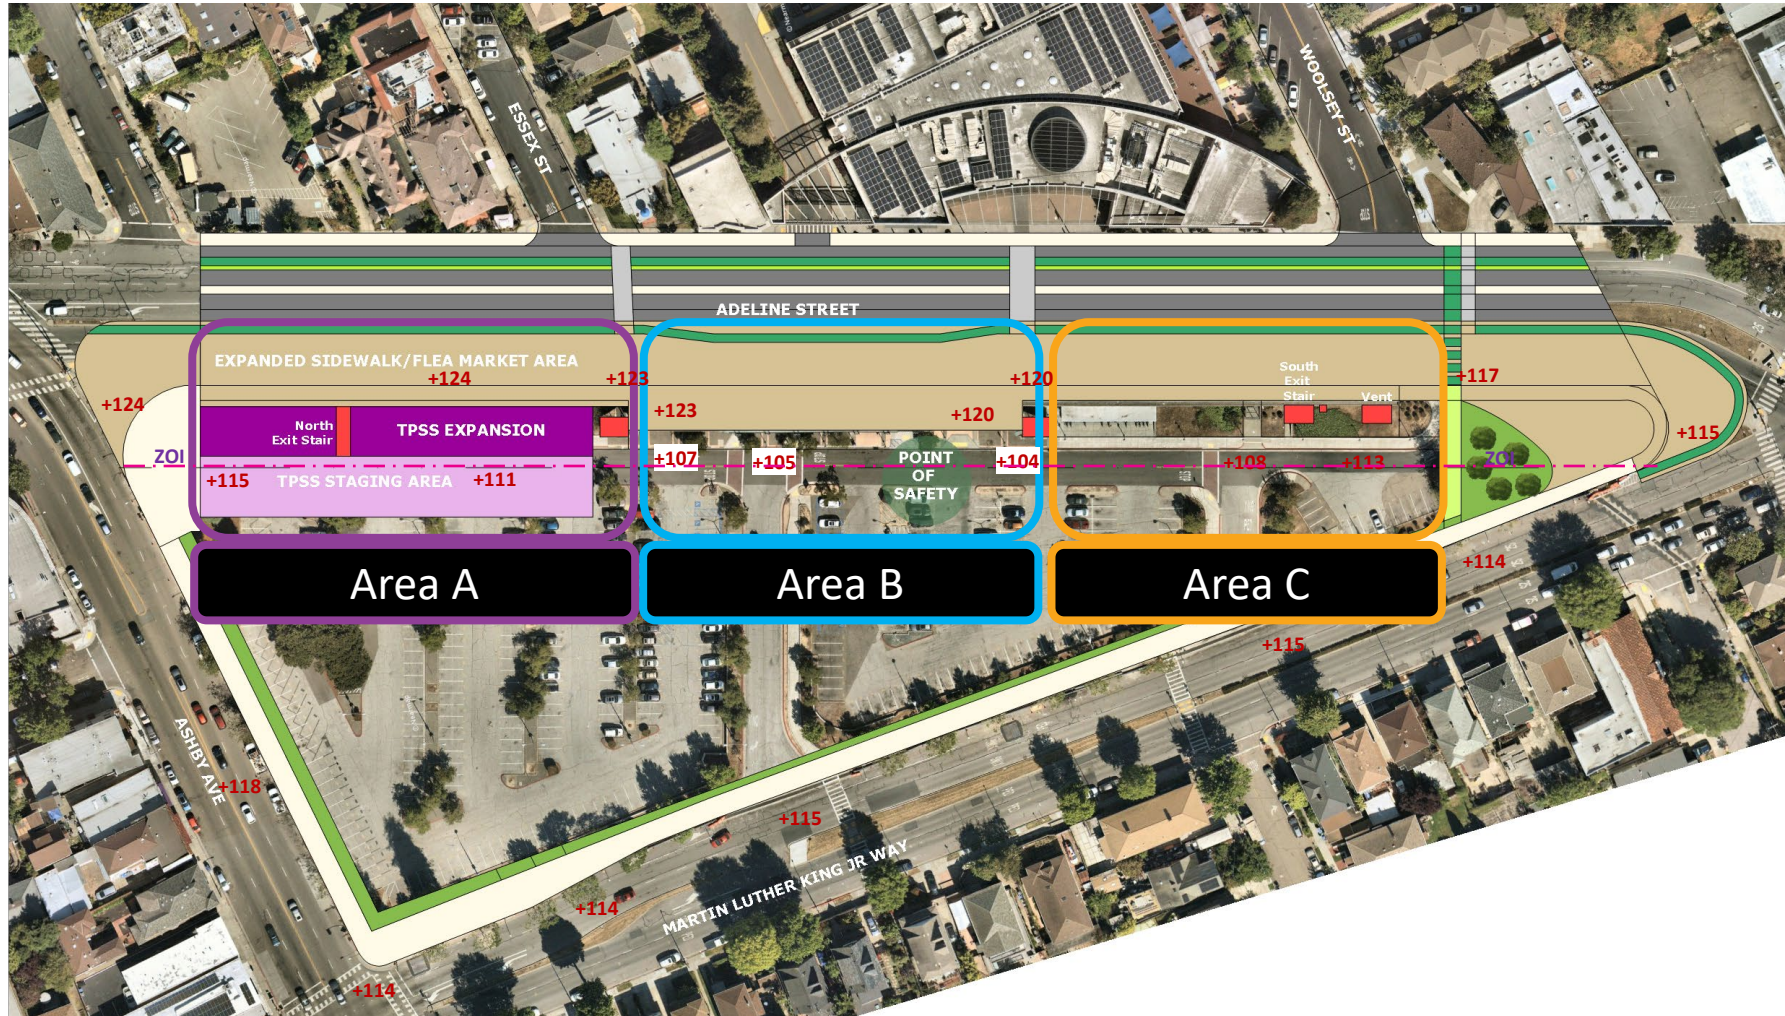 WOOLSEY ST
ESSEX ST
ADELINE STREET
EXPANDED SIDEWALK/FLEA MARKET AREA
+124
+123
+120
+117
+124
+123
+120
South
Exit
Stair
Vent
North
Exit Stair
TPSS EXPANSION
+115
ZOI
+107
+105
POINT
OF
SAFETY
+104
+108
+113
ZOI
+115
TPSS STAGING AREA
+111
+114
Area A
Area B
Area C
+115
ASHBY AVE
+118
+115
MARTIN LUTHER KING JR WAY
+114
+114